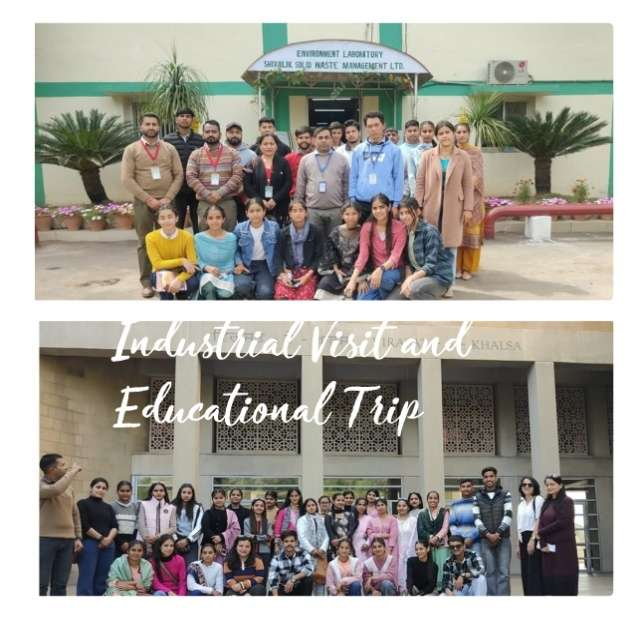 ENVIRONMENT LABORATORY
SHIVALIK SOLID WASTE MANAGEMENT LTD.
Industrial Visit and
KHALSA
Educational Trip